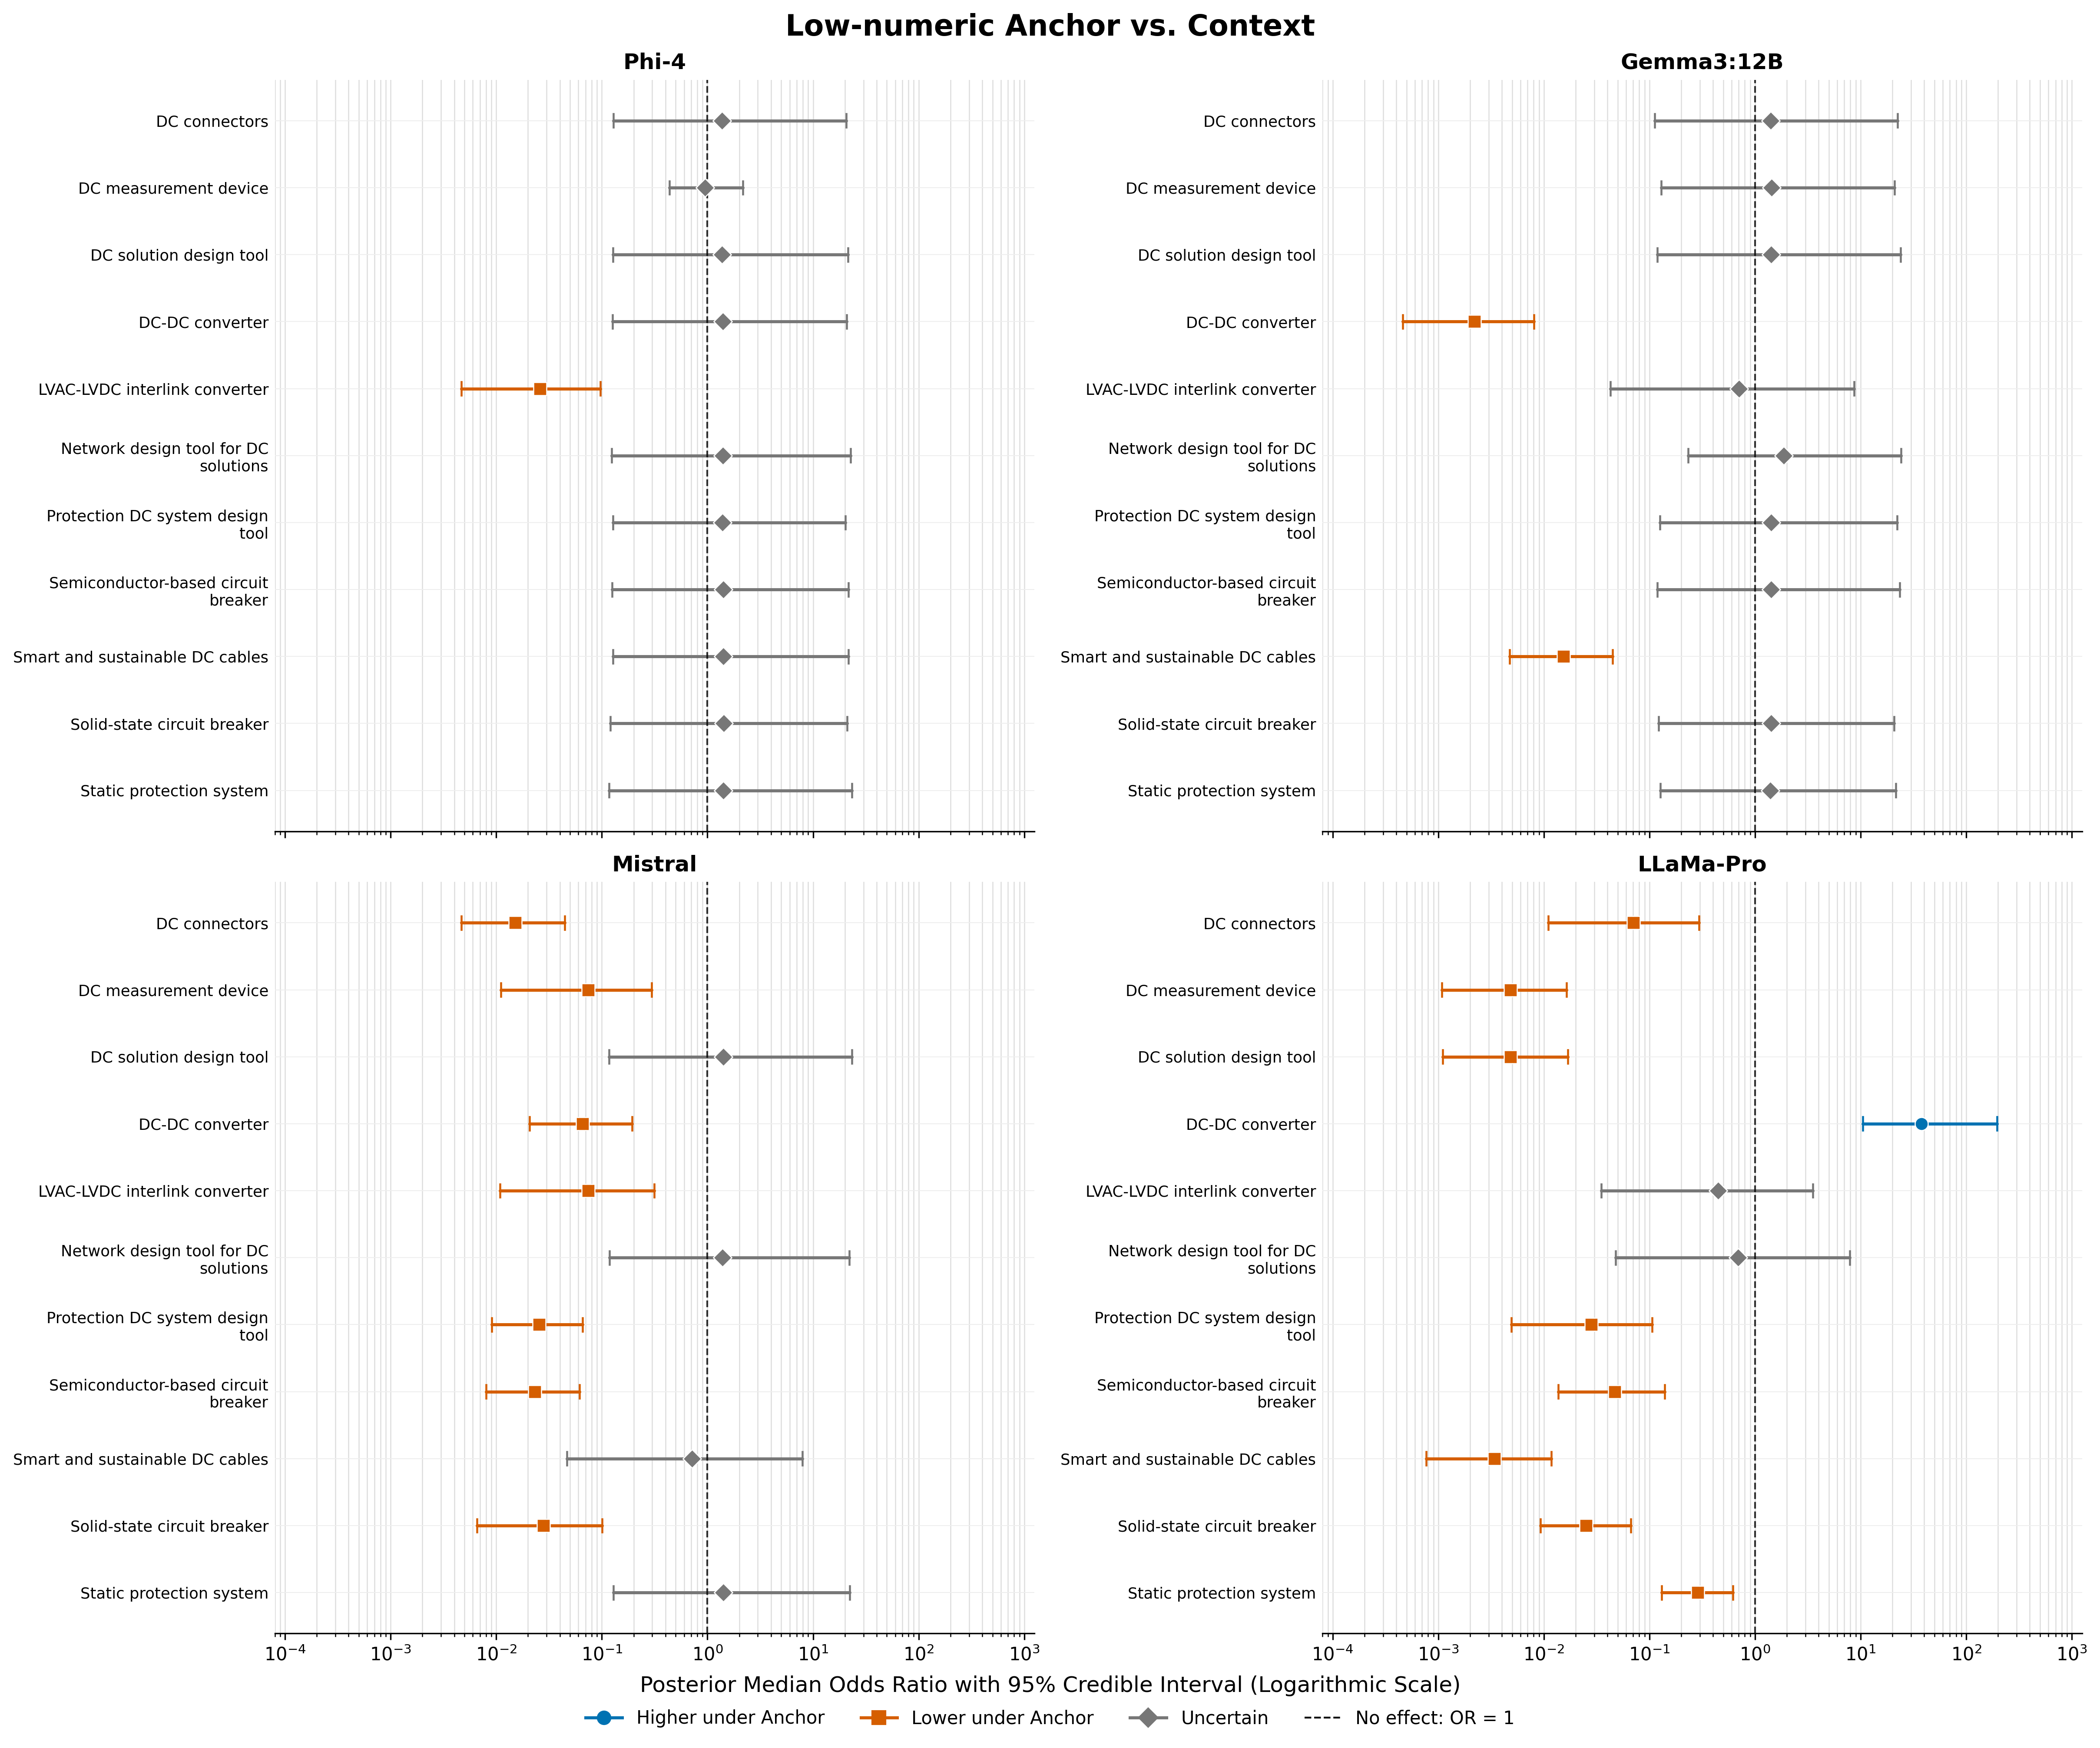 Low-numeric Anchor vs. Context
Phi-4
DC connectors
DC measurement device
DC solution design tool
DC-DC converter
LVAC-LVDC interlink converter
Network design tool for DC
solutions
Protection DC system design
tool
Semiconductor-based circuit
breaker
Smart and sustainable DC cables
Solid-state circuit breaker
Static protection system
Gemma3:12B
DC connectors
DC measurement device
DC solution design tool
DC-DC converter
LVAC-LVDC interlink converter
Network design tool for DC
solutions
Protection DC system design
tool
Semiconductor-based circuit
breaker
Smart and sustainable DC cables
Solid-state circuit breaker
Static protection system
Mistral
DC connectors
DC measurement device
DC solution design tool
DC-DC converter
LVAC-LVDC interlink converter
Network design tool for DC
solutions
Protection DC system design
tool
Semiconductor-based circuit
breaker
Smart and sustainable DC cables
Solid-state circuit breaker
Static protection system
10⁻⁴ 10⁻³ 10⁻² 10⁻¹ 10⁰ 10¹ 10² 10³
LLaMa-Pro
DC connectors
DC measurement device
DC solution design tool
DC-DC converter
LVAC-LVDC interlink converter
Network design tool for DC
solutions
Protection DC system design
tool
Semiconductor-based circuit
breaker
Smart and sustainable DC cables
Solid-state circuit breaker
Static protection system
10⁻⁴ 10⁻³ 10⁻² 10⁻¹ 10⁰ 10¹ 10² 10³
Posterior Median Odds Ratio with 95% Credible Interval (Logarithmic Scale)
Higher under Anchor Lower under Anchor Uncertain No effect: OR = 1